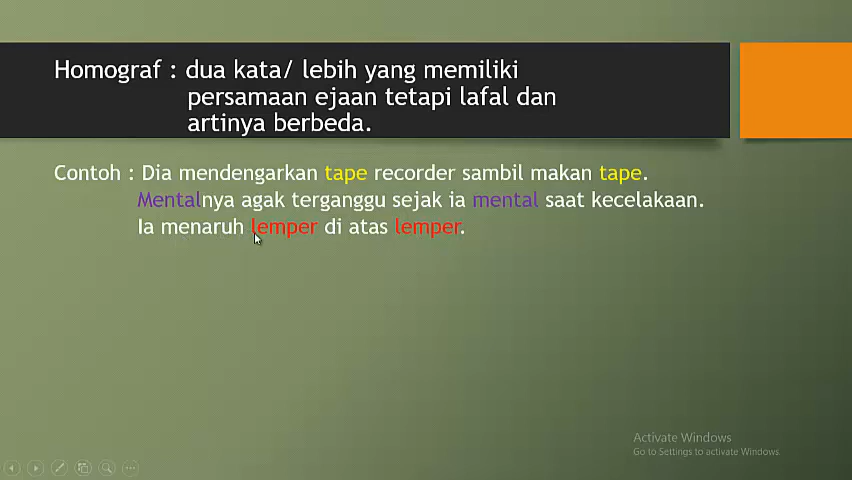 Homograf : dua kata/ lebih yang memiliki
persamaan ejaan tetapi lafal dan
artinya berbeda.
Contoh : Dia mendengarkan tape recorder sambil makan tape.
Mentalnya agak terganggu sejak ia mental saat kecelakaan.
Ia menaruh lemper di atas lemper.
Activate Windows
Go to Settings to activate Windows.